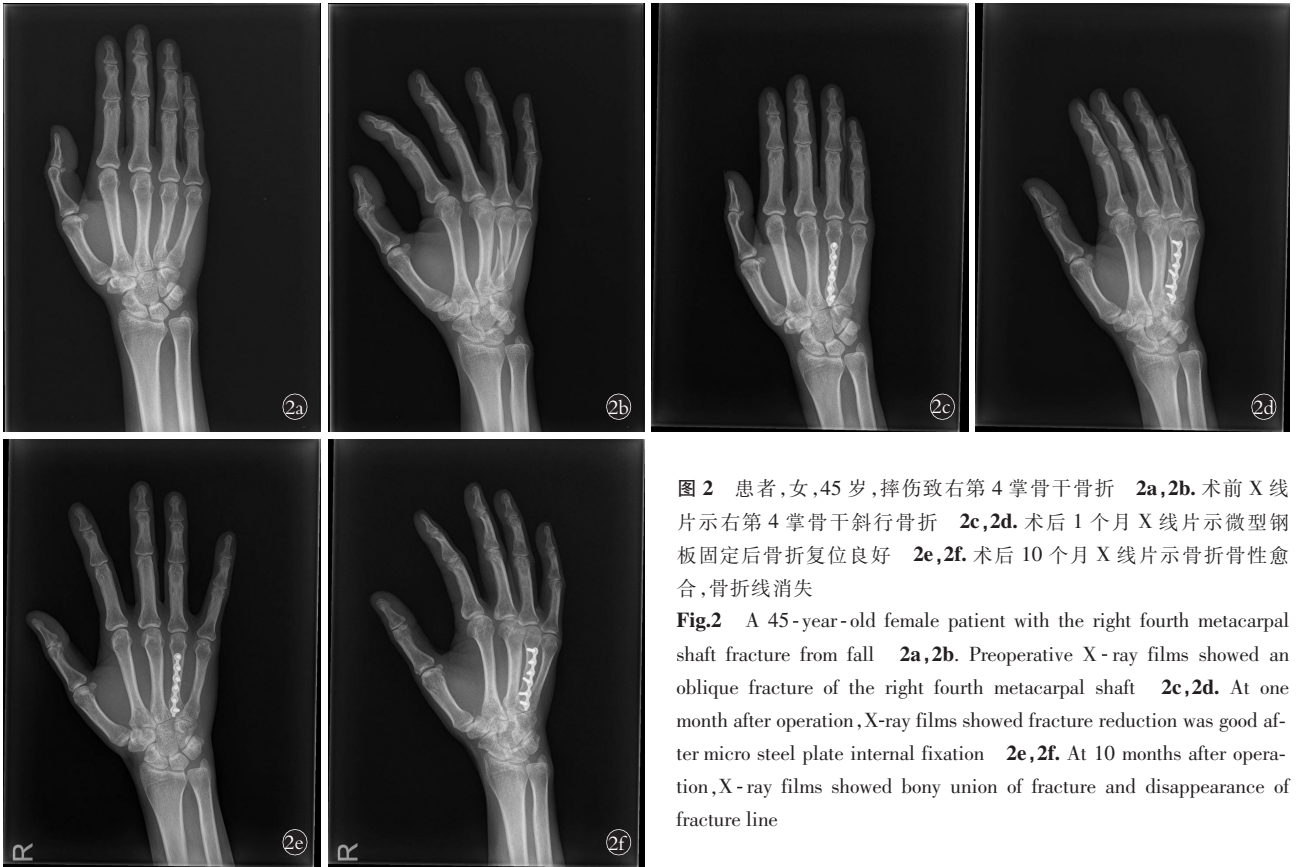 2a
2b
2c
2d
R
2e
R
2f
图 2 患者,女,45 岁,摔伤致右第 4 掌骨干骨折 2a,2b. 术前 X 线
片示右第 4 掌骨干斜行骨折 2c,2d. 术后 1 个月 X 线片示微型钢
板固定后骨折复位良好 2e,2f. 术后 10 个月 X 线片示骨折骨性愈
合,骨折线消失
Fig.2 A 45-year-old female patient with the right fourth metacarpal
shaft fracture from fall 2a,2b. Preoperative X-ray films showed an
oblique fracture of the right fourth metacarpal shaft 2c,2d. At one
month after operation,X-ray films showed fracture reduction was good af-
ter micro steel plate internal fixation 2e,2f. At 10 months after opera-
tion,X-ray films showed bony union of fracture and disappearance of
fracture line